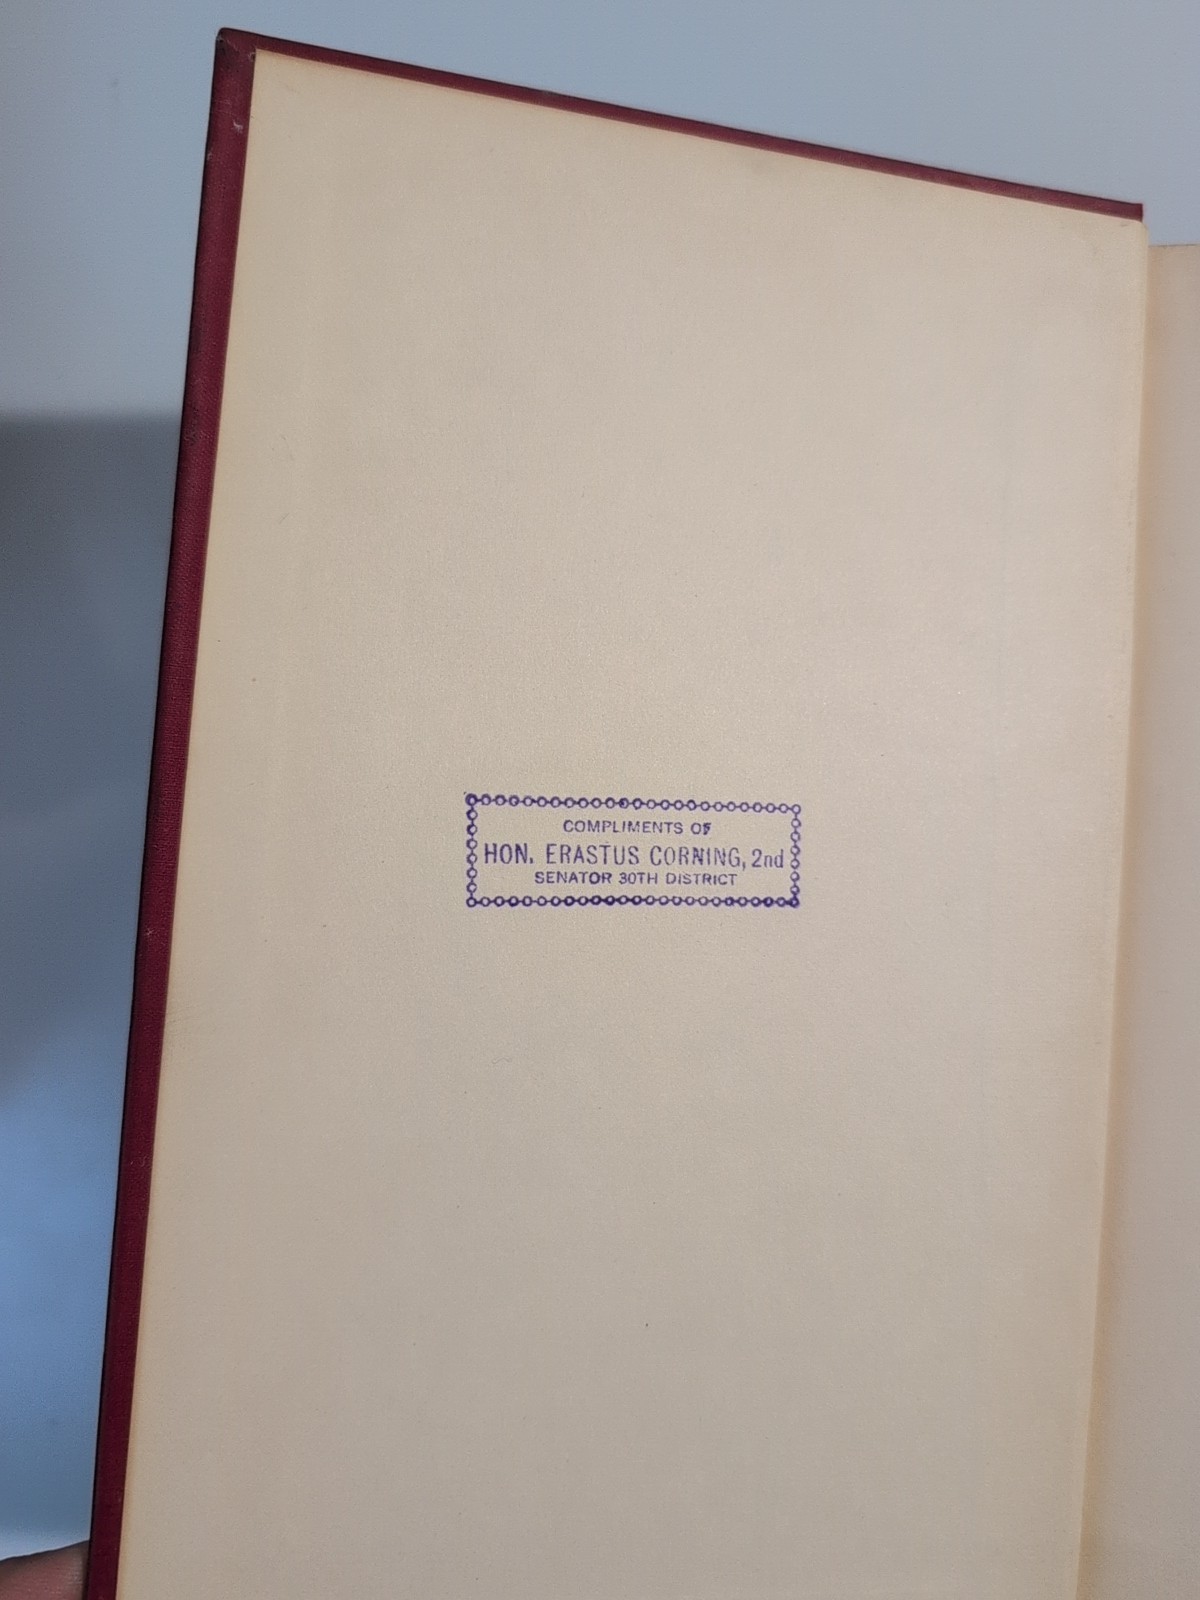 COMPLIMENTS OF
HON. ERASTUS CORNING, 2nd
SENATOR 30TH DISTRICT